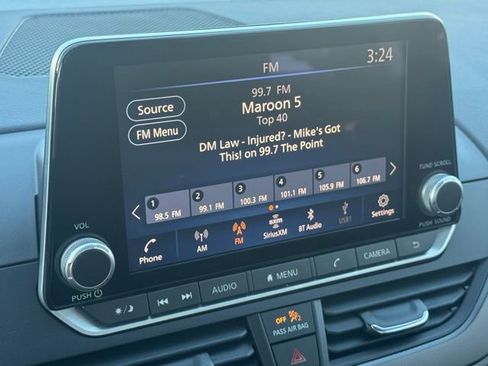 FM
3:24
99.7 FM
Maroon 5
Top 40
Source
FM Menu
DM Law - Injured? - Mike's Got
This! on 99.7 The Point
1 2 3 4 5 6
98.5 FM 99.1 FM 100.3 FM 101.1 FM 105.9 FM 106.7 FM
Phone AM FM SiriusXM BT Audio USB1 Settings
sxm
VOL
PUSH
TUNE·SCROLL
PUSH SOUND
AUDIO MENU CAMERA
OFF
PASS AIR BAG